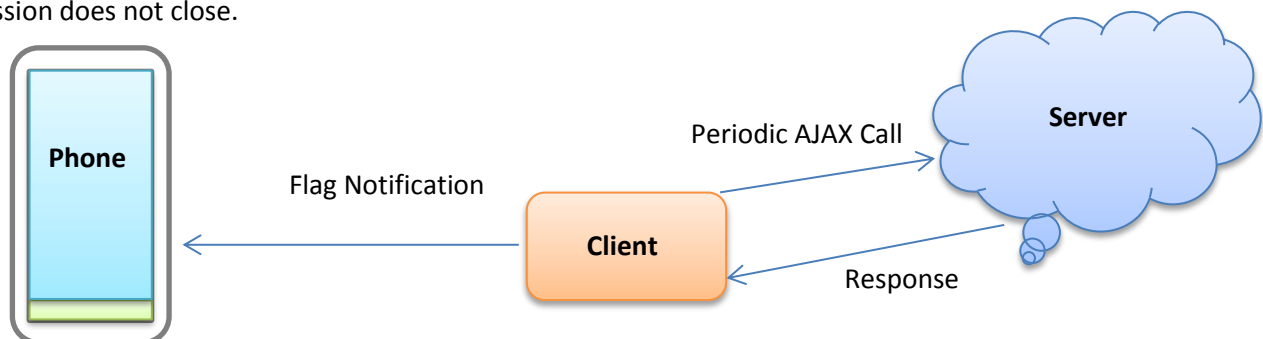 ssion does not close.
Server
Periodic AJAX Call
Phone
Flag Notification
Client
Response